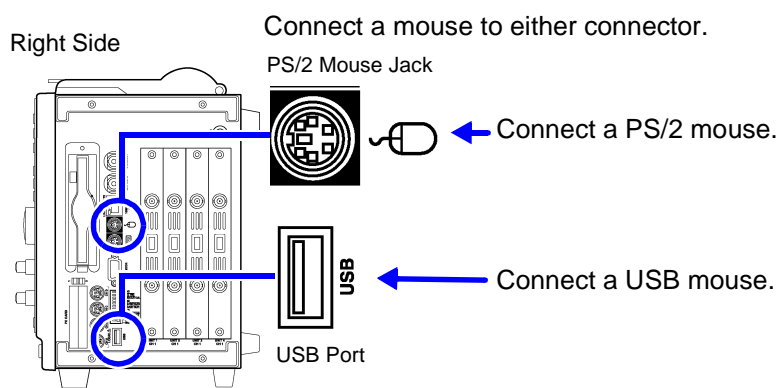 Connect a mouse to either connector.
Right Side
PS/2 Mouse Jack
Connect a PS/2 mouse.
USB
Connect a USB mouse.
USB Port